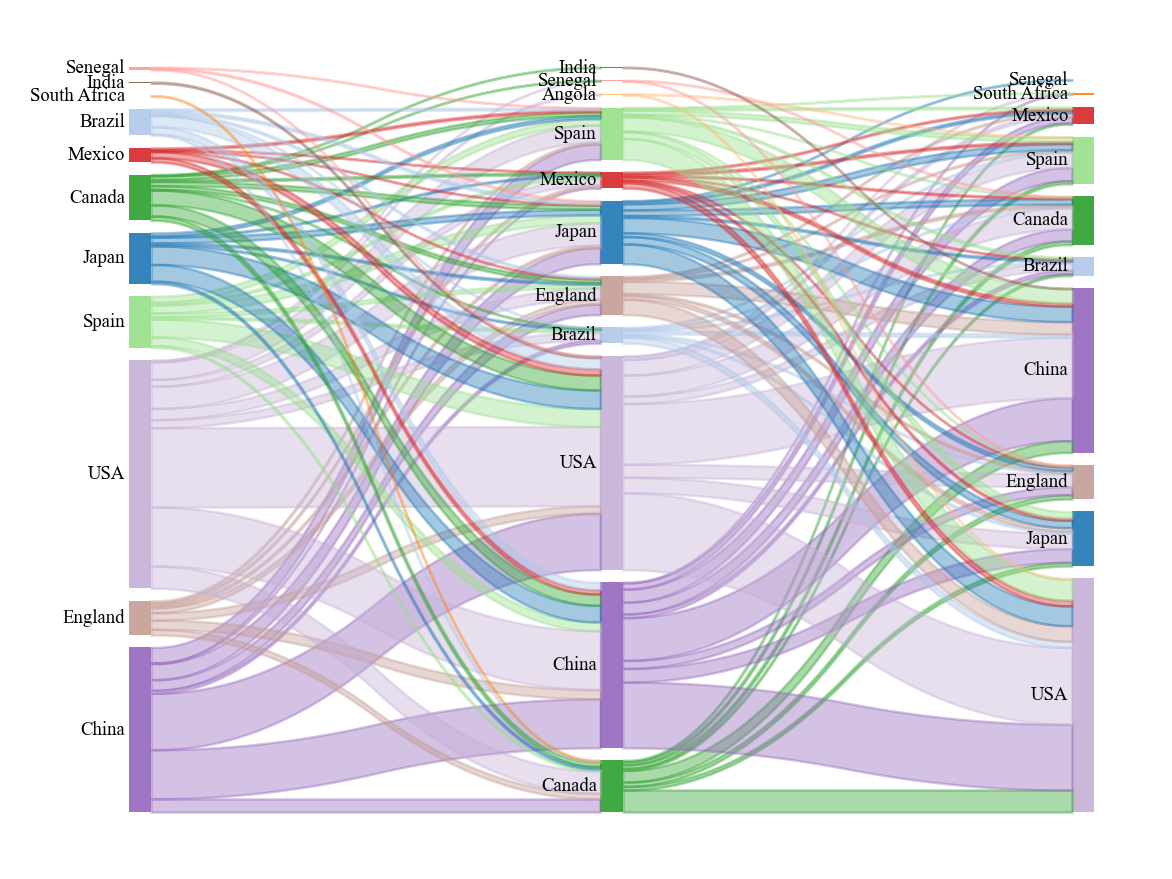 Senegal
India
South Africa
Brazil
Mexico
Canada
Japan
Spain
USA
England
China
India
Senegal
Angola
Spain
Mexico
Japan
England
Brazil
USA
China
Canada
Senegal
South Africa
Mexico
Spain
Canada
Brazil
China
England
Japan
USA